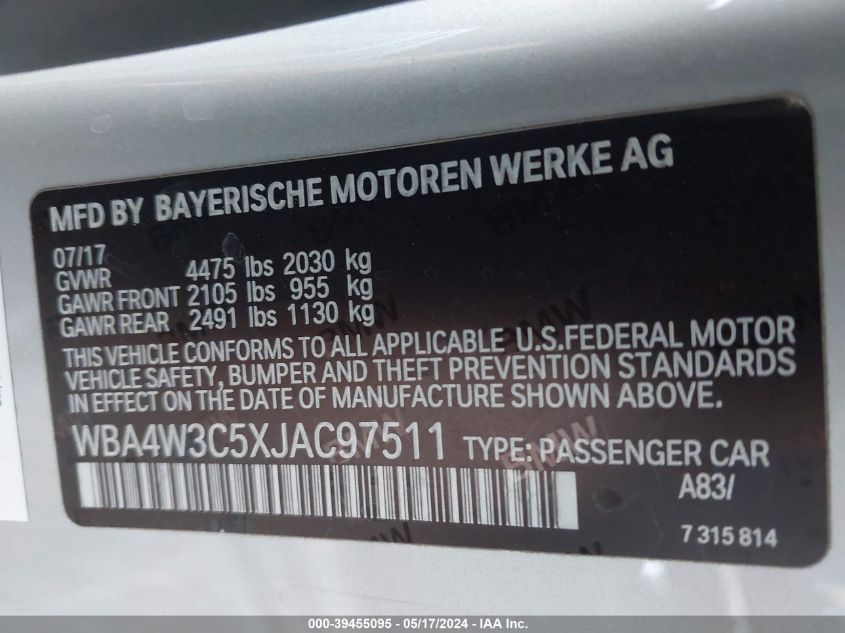 MFD BY BAYERISCHE MOTOREN WERKE AG
07/17
GVWR 4475 lbs 2030 kg
GAWR FRONT 2105 lbs 955 kg
GAWR REAR 2491 lbs 1130 kg
THIS VEHICLE CONFORMS TO ALL APPLICABLE U.S.FEDERAL MOTOR
VEHICLE SAFETY, BUMPER AND THEFT PREVENTION STANDARDS
IN EFFECT ON THE DATE OF MANUFACTURE SHOWN ABOVE.
WBA4W3C5XJAC97511 TYPE: PASSENGER CAR
A83/
7 315 814
000-39455095 - 05/17/2024 - IAA Inc.